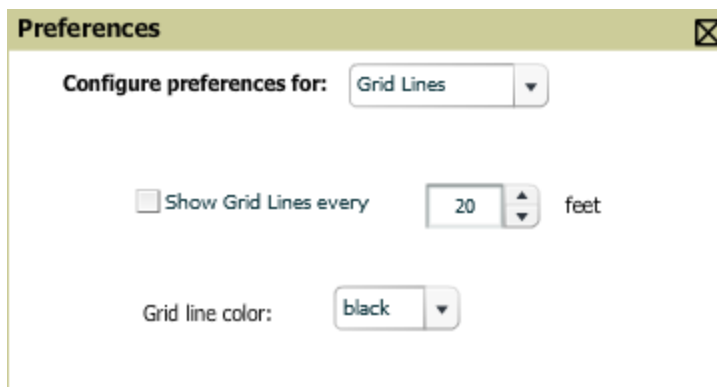 Preferences
Configure preferences for: Grid Lines
Show Grid Lines every 20 feet
Grid line color: black